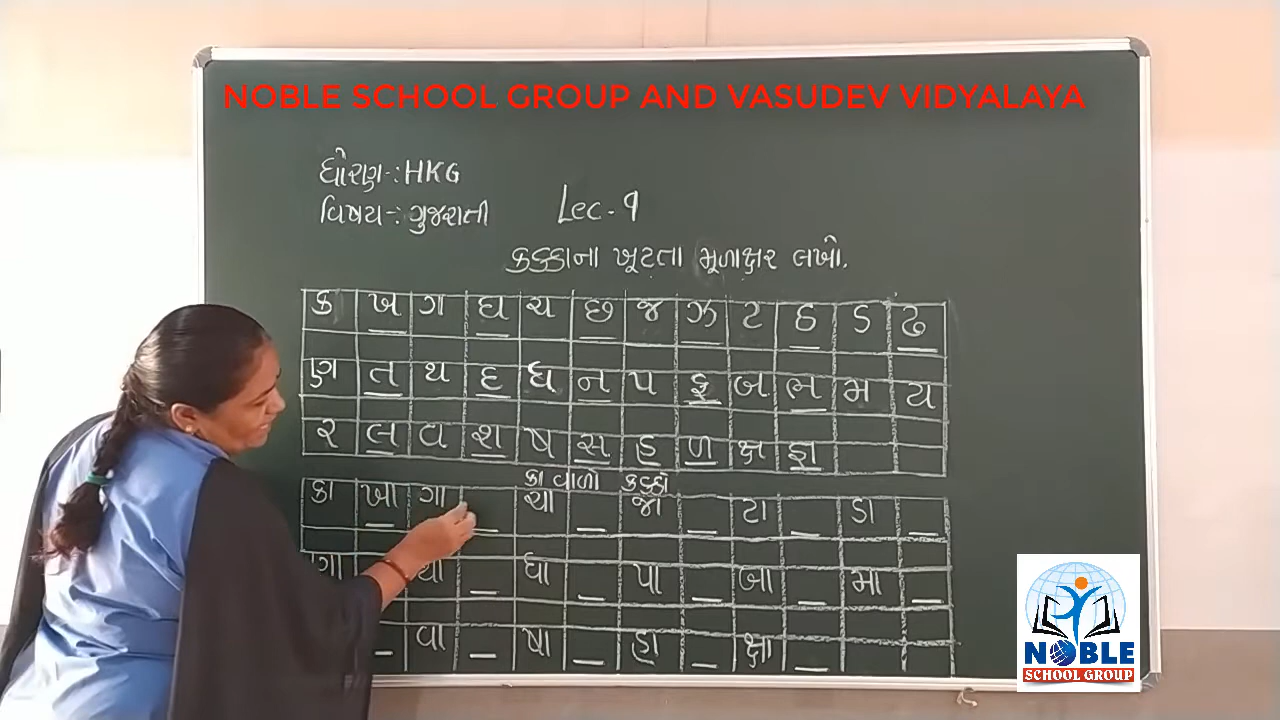 NOBLE SCHOOL GROUP AND VASUDEV VIDYALAYA
ધોરણ-: HKG
વિષય-: ગુજરાતી
Lec. 9
કક્કાના ખૂટતા મૂળાક્ષર લખો.
ક ખ ગ ઘ ચ છ જ ઝ ટ ઠ ડ ઢ
ણ ત થ દ ધ ન પ ફ બ ભ મ ય
ર લ વ શ ષ સ હ ળ ક્ષ જ્ઞ
કા વાળો કક્કો
કા ખા ગા _ ચા _ જા _ ટા _ ડા _
ણા થા _ ધા _ પા _ બા _ મા _
_ વા _ ષા _ હા _ ક્ષા _
NOBLE
SCHOOL GROUP